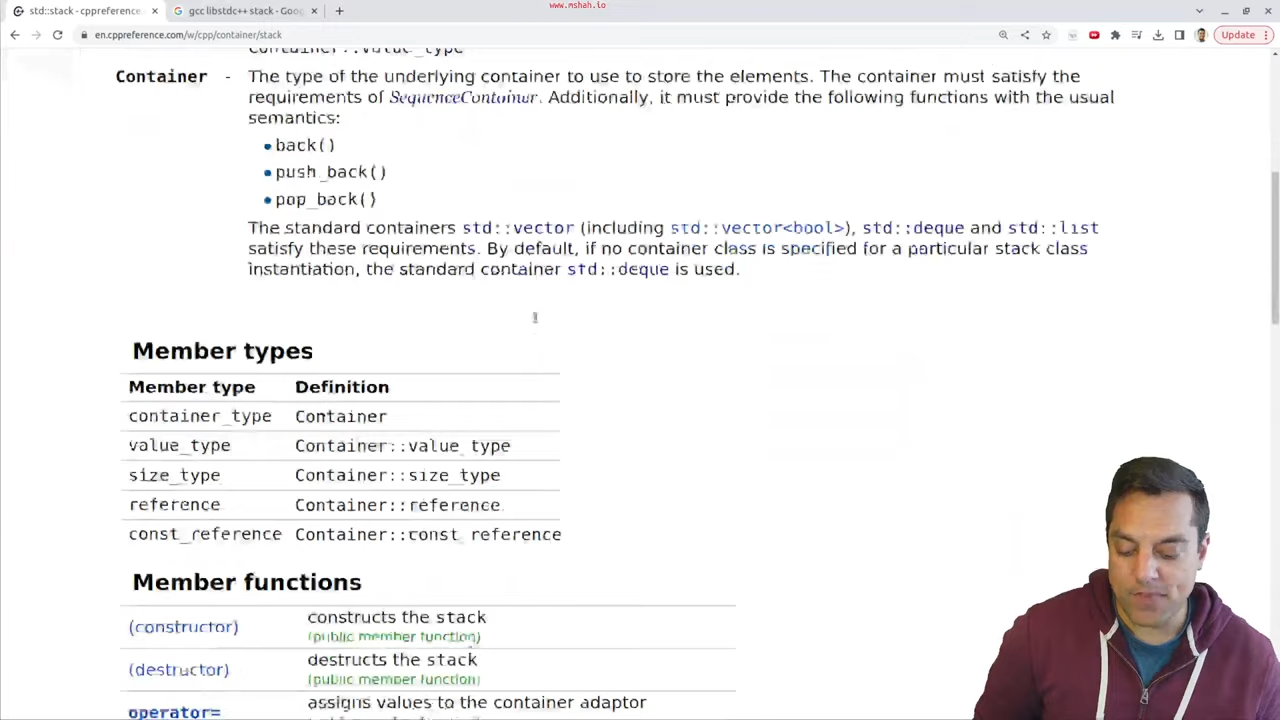 www.mshah.io
std::stack - cppreference
gcc libstdc++ stack - Goo
en.cppreference.com/w/cpp/container/stack
Update
Container::value_type
Container - The type of the underlying container to use to store the elements. The container must satisfy the
requirements of SequenceContainer. Additionally, it must provide the following functions with the usual
semantics:
back()
push_back()
pop_back()
The standard containers std::vector (including std::vector<bool>), std::deque and std::list
satisfy these requirements. By default, if no container class is specified for a particular stack class
instantiation, the standard container std::deque is used.
Member types
Member type Definition
container_type Container
value_type Container::value_type
size_type Container::size_type
reference Container::reference
const_reference Container::const_reference
Member functions
(constructor) constructs the stack
(public member function)
(destructor) destructs the stack
(public member function)
operator= assigns values to the container adaptor